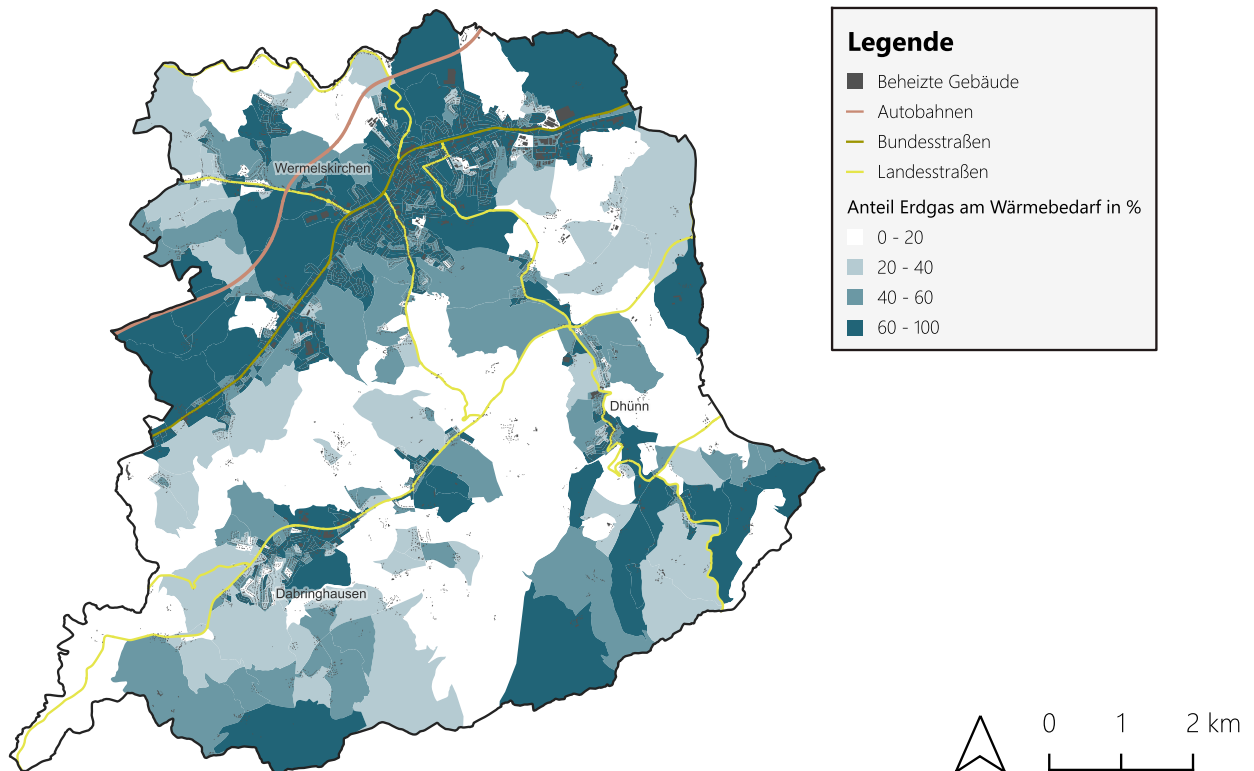 Legende
Beheizte Gebäude
Autobahnen
Bundesstraßen
Landesstraßen
Anteil Erdgas am Wärmebedarf in %
0 - 20
20 - 40
40 - 60
60 - 100
Wermelskirchen
Dhünn
Dabringhausen
0 1 2 km